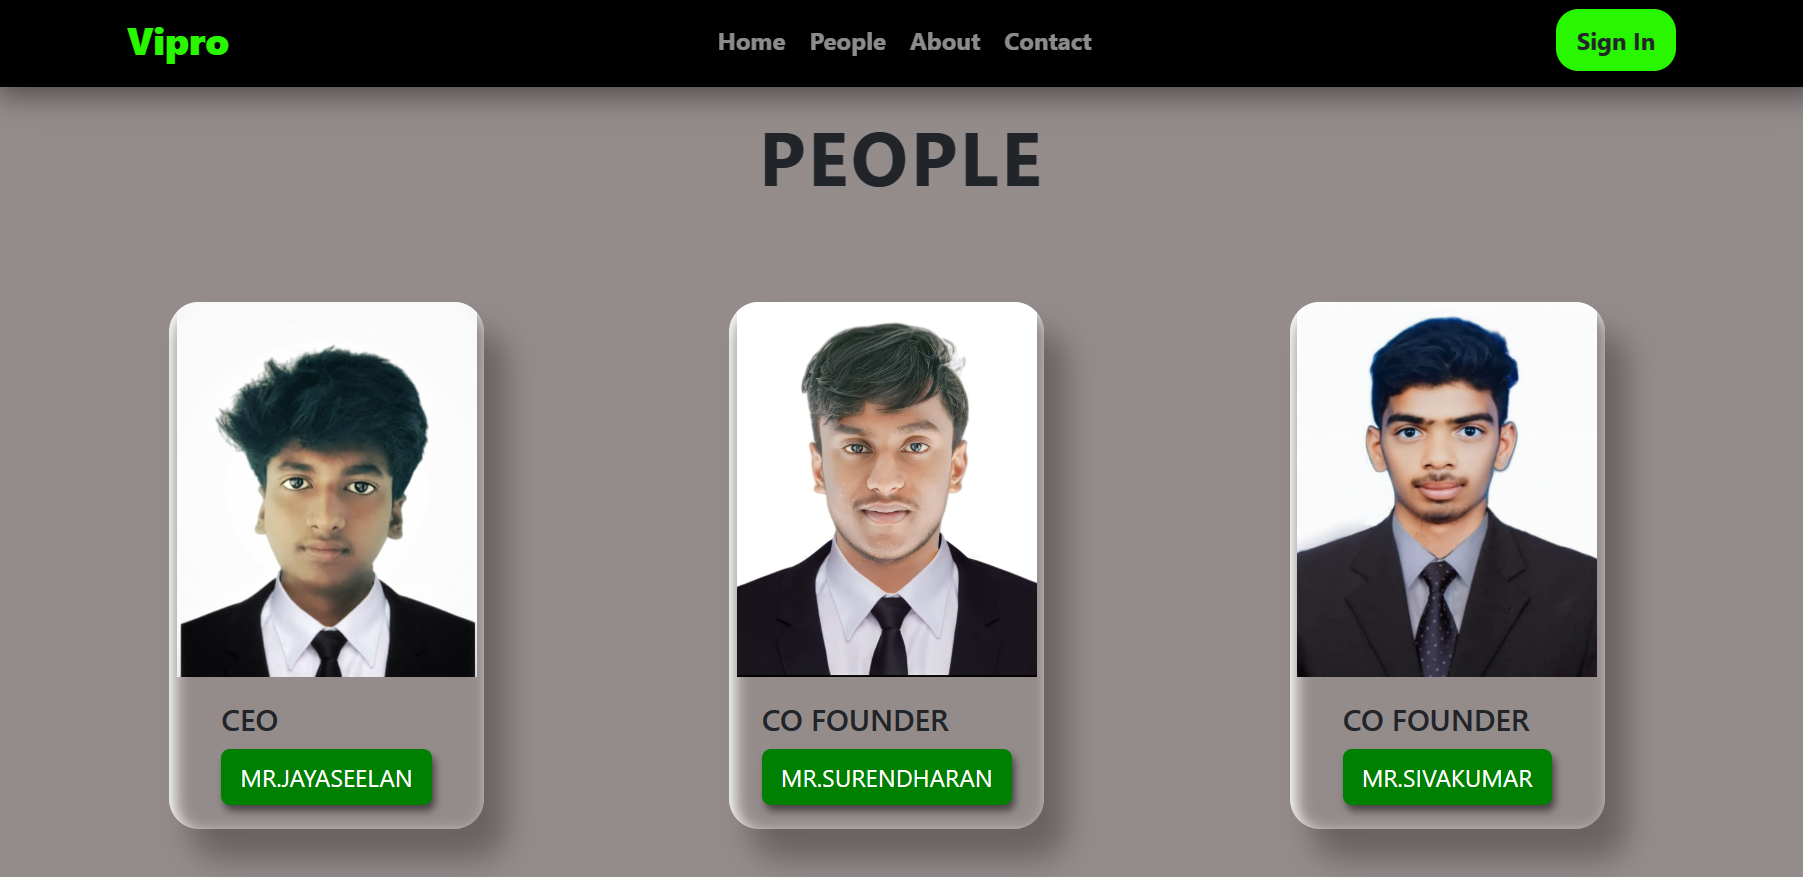 Vipro
Home People About Contact
Sign In
PEOPLE
CEO
MR.JAYASEELAN
CO FOUNDER
MR.SURENDHARAN
CO FOUNDER
MR.SIVAKUMAR